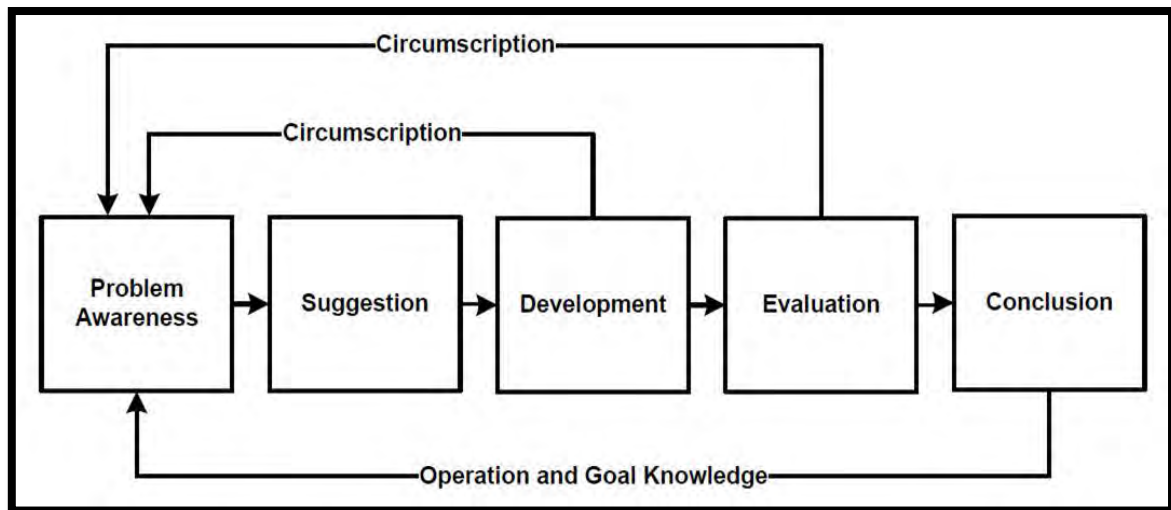 Circumscription
Circumscription
Problem
Awareness
Suggestion
Development
Evaluation
Conclusion
Operation and Goal Knowledge